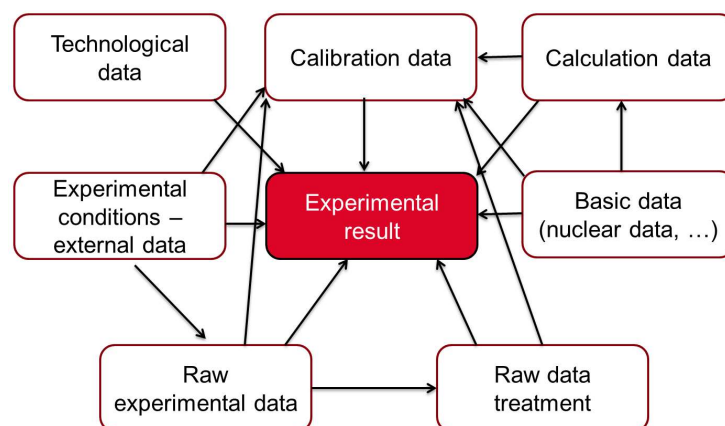 Technological
data
Calibration data
Calculation data
Experimental
conditions –
external data
Experimental
result
Basic data
(nuclear data, …)
Raw
experimental data
Raw data
treatment